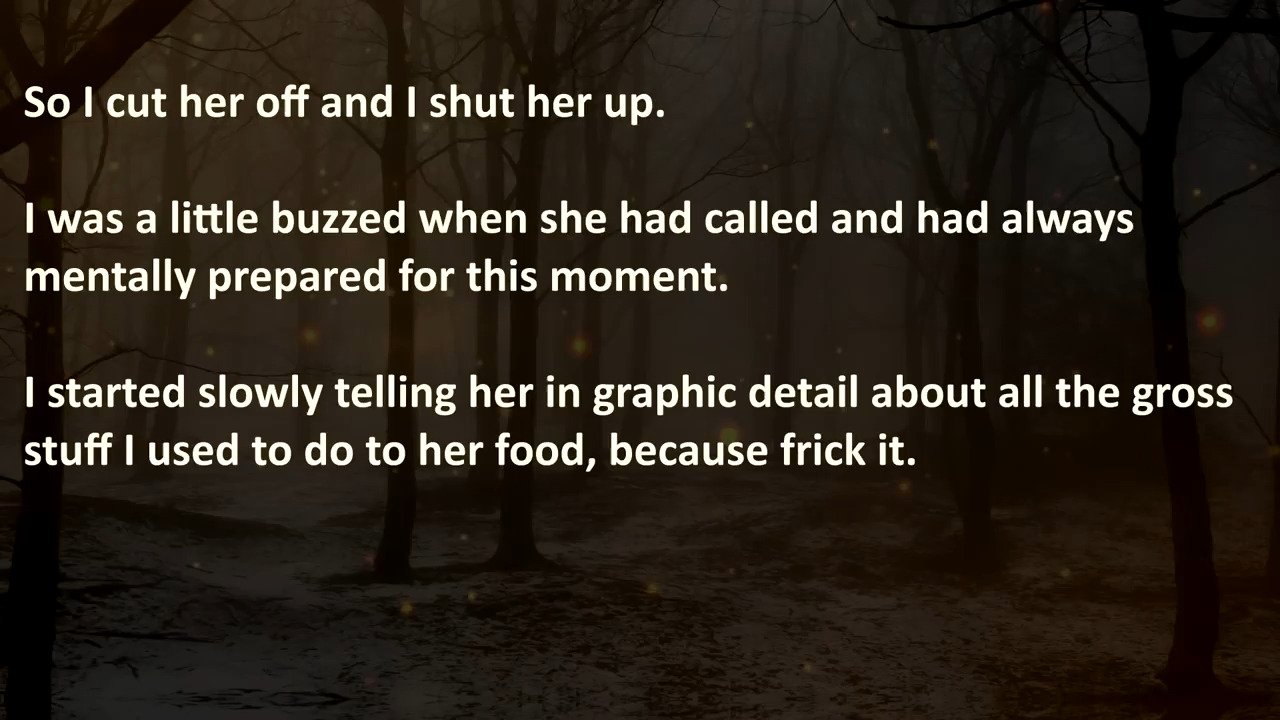 So I cut her off and I shut her up.
I was a little buzzed when she had called and had always
mentally prepared for this moment.
I started slowly telling her in graphic detail about all the gross
stuff I used to do to her food, because frick it.